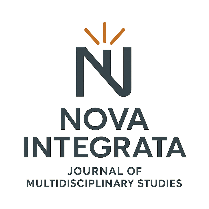 N
NOVA
INTEGRATA
JOURNAL OF
MULTIDISCIPLINARY STUDIES